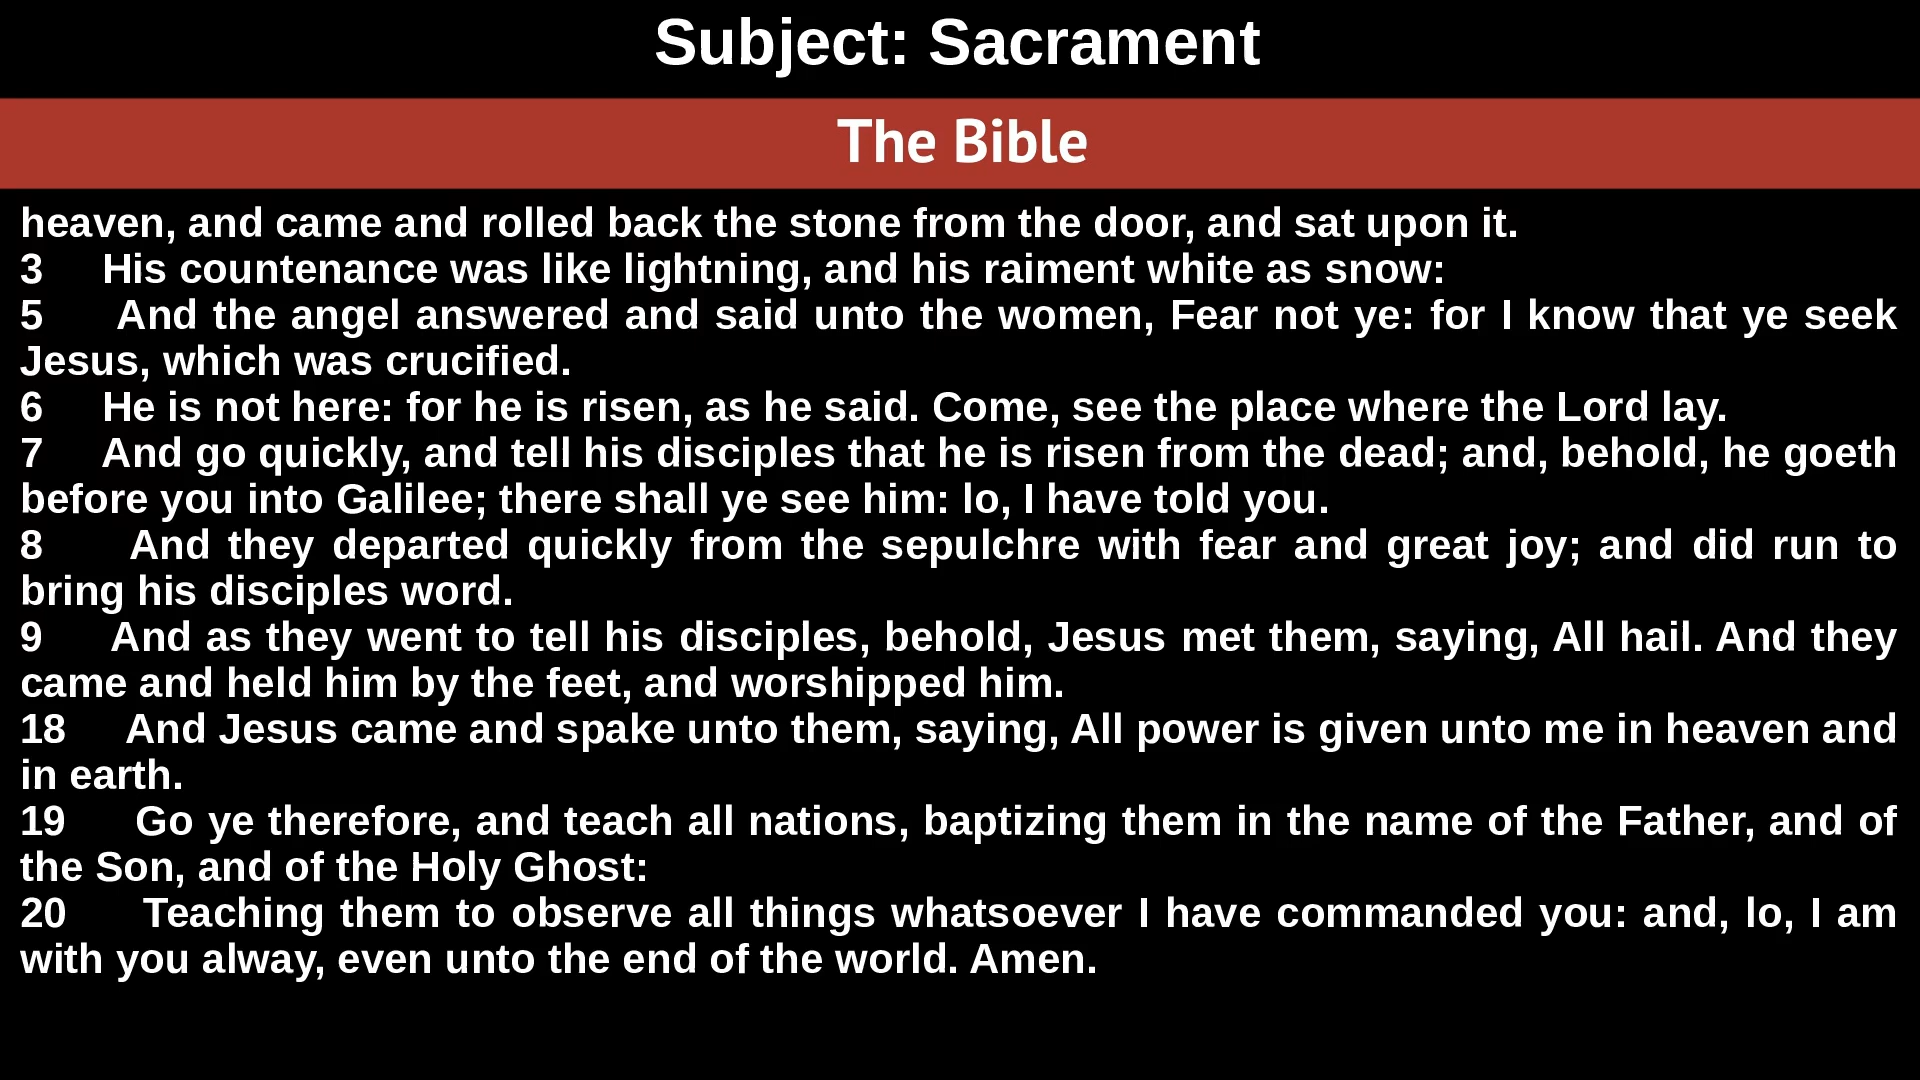 Subject: Sacrament
The Bible
heaven, and came and rolled back the stone from the door, and sat upon it.
3 His countenance was like lightning, and his raiment white as snow:
5 And the angel answered and said unto the women, Fear not ye: for I know that ye seek
Jesus, which was crucified.
6 He is not here: for he is risen, as he said. Come, see the place where the Lord lay.
7 And go quickly, and tell his disciples that he is risen from the dead; and, behold, he goeth
before you into Galilee; there shall ye see him: lo, I have told you.
8 And they departed quickly from the sepulchre with fear and great joy; and did run to
bring his disciples word.
9 And as they went to tell his disciples, behold, Jesus met them, saying, All hail. And they
came and held him by the feet, and worshipped him.
18 And Jesus came and spake unto them, saying, All power is given unto me in heaven and
in earth.
19 Go ye therefore, and teach all nations, baptizing them in the name of the Father, and of
the Son, and of the Holy Ghost:
20 Teaching them to observe all things whatsoever I have commanded you: and, lo, I am
with you alway, even unto the end of the world. Amen.